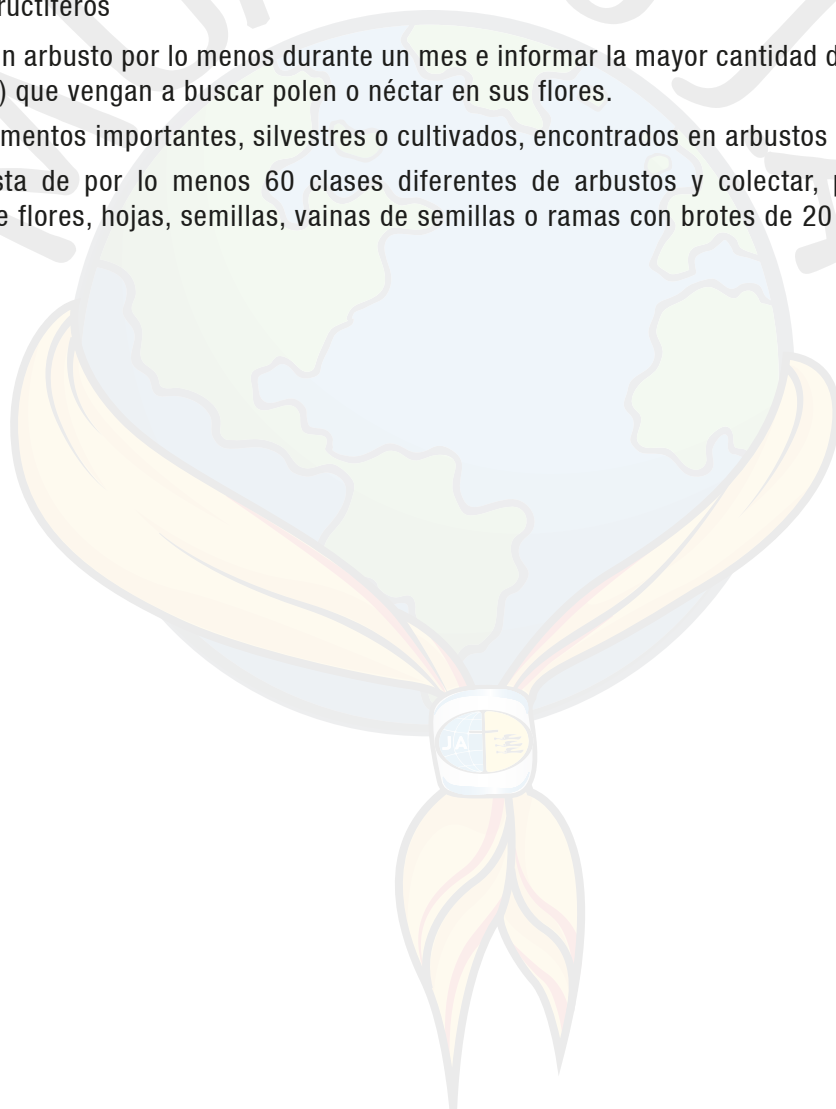 ructíferos
n arbusto por lo menos durante un mes e informar la mayor cantidad d
) que vengan a buscar polen o néctar en sus flores.
mentos importantes, silvestres o cultivados, encontrados en arbustos
sta de por lo menos 60 clases diferentes de arbustos y colectar, p
e flores, hojas, semillas, vainas de semillas o ramas con brotes de 20
JA